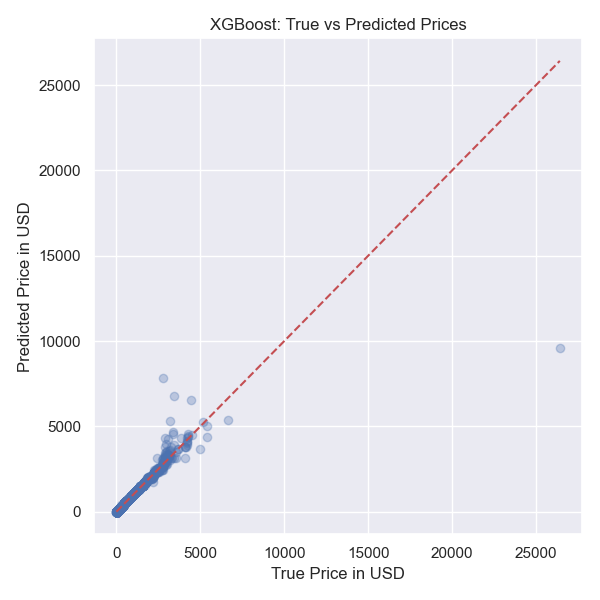 XGBoost: True vs Predicted Prices
Predicted Price in USD
25000
20000
15000
10000
5000
0
0 5000 10000 15000 20000 25000
True Price in USD